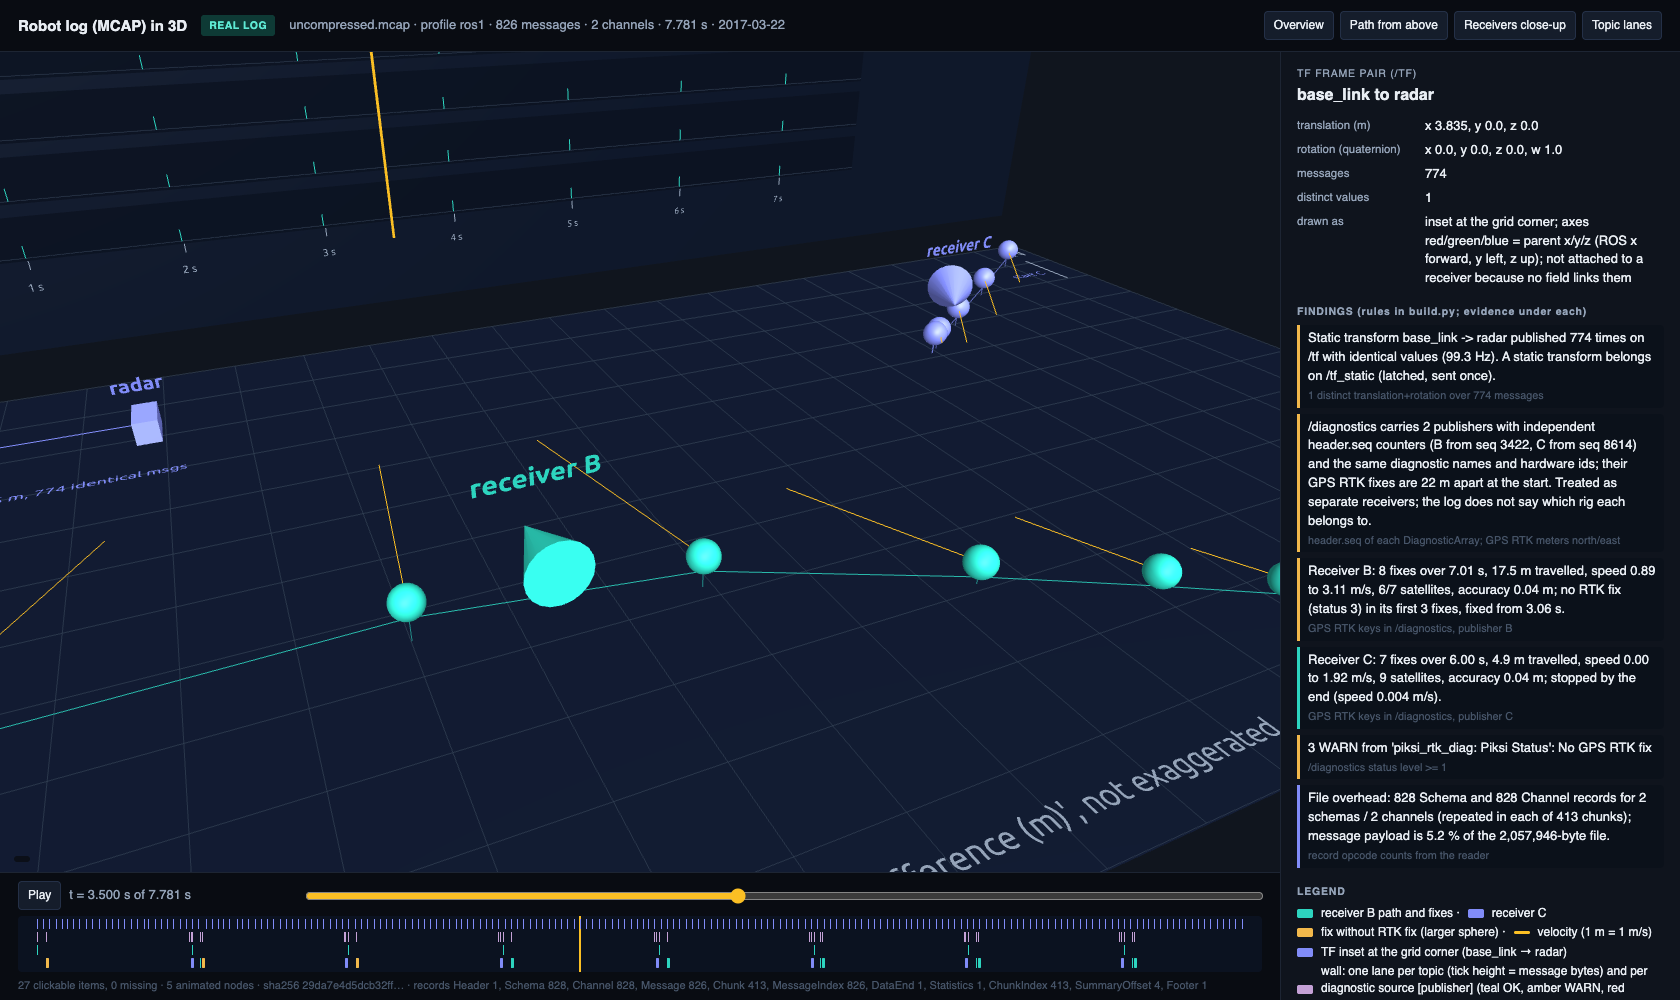 Robot log (MCAP) in 3D REAL LOG uncompressed.mcap · profile ros1 · 826 messages · 2 channels · 7.781 s · 2017-03-22
Overview Path from above Receivers close-up Topic lanes
1 s 2 s 3 s 4 s 5 s 6 s 7 s
receiver C
radar
m, 774 identical msgs
receiver B
fference (m)', not exaggerated
TF FRAME PAIR (/TF)
base_link to radar
translation (m) x 3.835, y 0.0, z 0.0
rotation (quaternion) x 0.0, y 0.0, z 0.0, w 1.0
messages 774
distinct values 1
drawn as inset at the grid corner; axes
red/green/blue = parent x/y/z (ROS x
forward, y left, z up); not attached to a
receiver because no field links them
FINDINGS (rules in build.py; evidence under each)
Static transform base_link -> radar published 774 times on
/tf with identical values (99.3 Hz). A static transform belongs
on /tf_static (latched, sent once).
1 distinct translation+rotation over 774 messages
/diagnostics carries 2 publishers with independent
header.seq counters (B from seq 3422, C from seq 8614)
and the same diagnostic names and hardware ids; their
GPS RTK fixes are 22 m apart at the start. Treated as
separate receivers; the log does not say which rig each
belongs to.
header.seq of each DiagnosticArray; GPS RTK meters north/east
Receiver B: 8 fixes over 7.01 s, 17.5 m travelled, speed 0.89
to 3.11 m/s, 6/7 satellites, accuracy 0.04 m; no RTK fix
(status 3) in its first 3 fixes, fixed from 3.06 s.
GPS RTK keys in /diagnostics, publisher B
Receiver C: 7 fixes over 6.00 s, 4.9 m travelled, speed 0.00
to 1.92 m/s, 9 satellites, accuracy 0.04 m; stopped by the
end (speed 0.004 m/s).
GPS RTK keys in /diagnostics, publisher C
3 WARN from 'piksi_rtk_diag: Piksi Status': No GPS RTK fix
/diagnostics status level >= 1
File overhead: 828 Schema and 828 Channel records for 2
schemas / 2 channels (repeated in each of 413 chunks);
message payload is 5.2 % of the 2,057,946-byte file.
record opcode counts from the reader
LEGEND
receiver B path and fixes · receiver C
fix without RTK fix (larger sphere) · velocity (1 m = 1 m/s)
TF inset at the grid corner (base_link → radar)
wall: one lane per topic (tick height = message bytes) and per
diagnostic source [publisher] (teal OK, amber WARN, red
Play t = 3.500 s of 7.781 s
27 clickable items, 0 missing · 5 animated nodes · sha256 29da7e4d5dcb32ff… · records Header 1, Schema 828, Channel 828, Message 826, Chunk 413, MessageIndex 826, DataEnd 1, Statistics 1, ChunkIndex 413, SummaryOffset 4, Footer 1